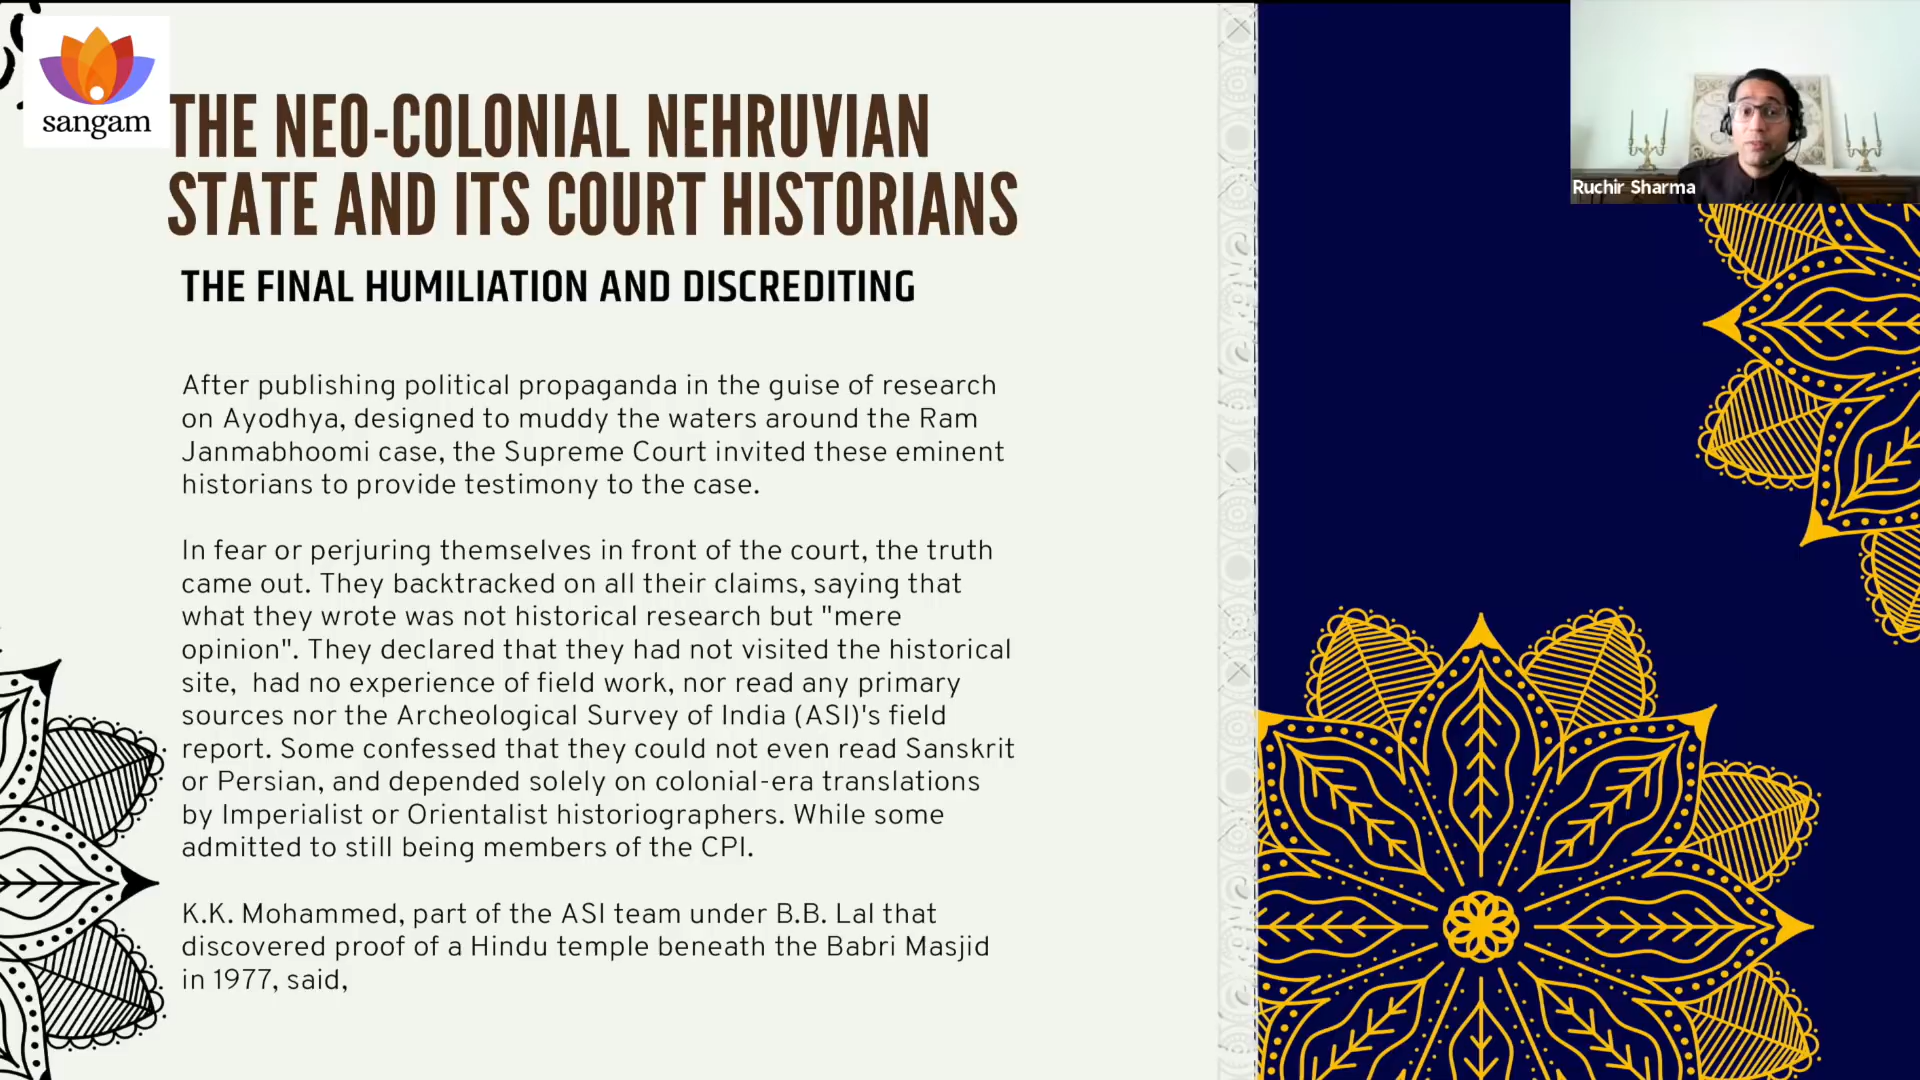 sangam
THE NEO-COLONIAL NEHRUVIAN
STATE AND ITS COURT HISTORIANS
THE FINAL HUMILIATION AND DISCREDITING
After publishing political propaganda in the guise of research
on Ayodhya, designed to muddy the waters around the Ram
Janmabhoomi case, the Supreme Court invited these eminent
historians to provide testimony to the case.
In fear or perjuring themselves in front of the court, the truth
came out. They backtracked on all their claims, saying that
what they wrote was not historical research but "mere
opinion". They declared that they had not visited the historical
site,  had no experience of field work, nor read any primary
sources nor the Archeological Survey of India (ASI)'s field
report. Some confessed that they could not even read Sanskrit
or Persian, and depended solely on colonial-era translations
by Imperialist or Orientalist historiographers. While some
admitted to still being members of the CPI.
K.K. Mohammed, part of the ASI team under B.B. Lal that
discovered proof of a Hindu temple beneath the Babri Masjid
in 1977, said,
Ruchir Sharma